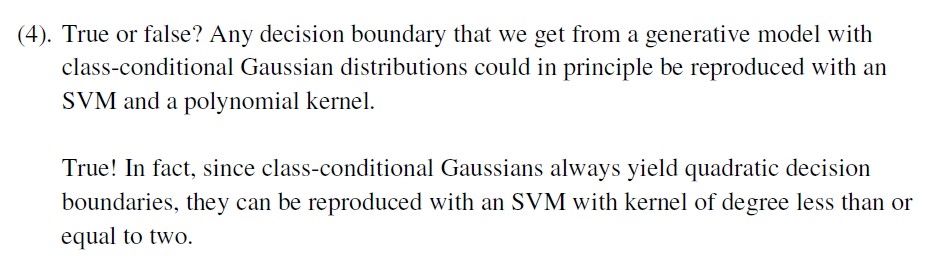 (4). True or false? Any decision boundary that we get from a generative model with
class-conditional Gaussian distributions could in principle be reproduced with an
SVM and a polynomial kernel.
True! In fact, since class-conditional Gaussians always yield quadratic decision
boundaries, they can be reproduced with an SVM with kernel of degree less than or
equal to two.